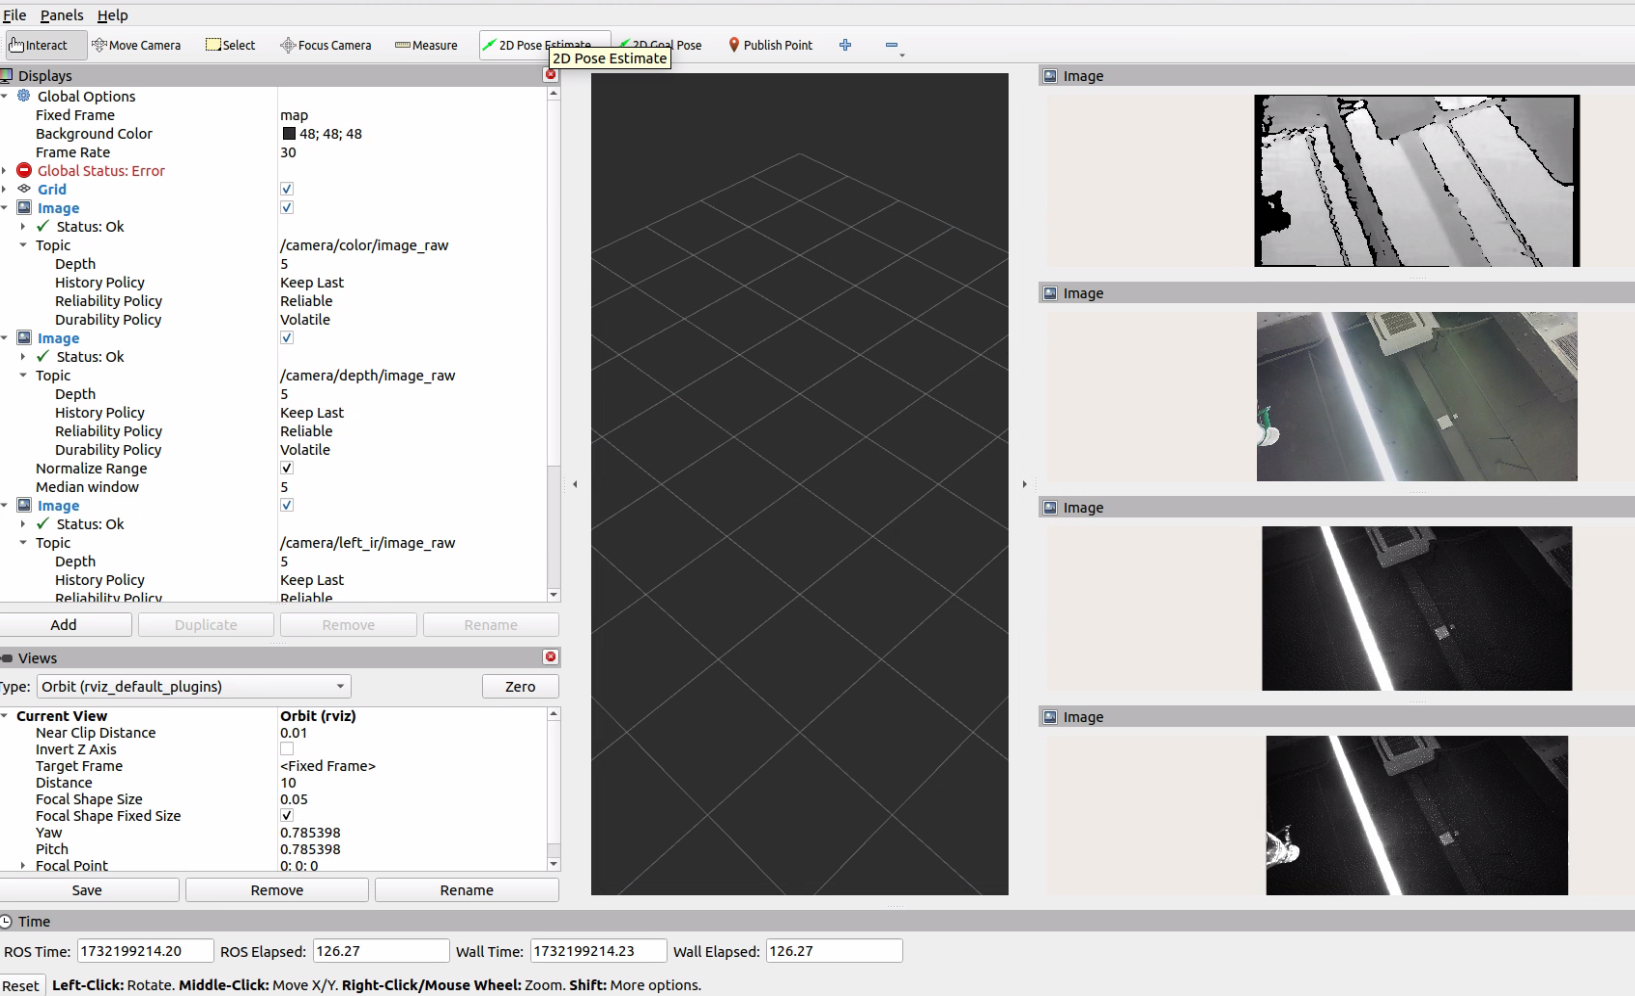 File Panels Help
Interact Move Camera Select Focus Camera Measure 2D Pose Estimate 2D Goal Pose Publish Point
2D Pose Estimate
Displays
Global Options
Fixed Frame map
Background Color 48; 48; 48
Frame Rate 30
Global Status: Error
Grid
Image
Status: Ok
Topic /camera/color/image_raw
Depth 5
History Policy Keep Last
Reliability Policy Reliable
Durability Policy Volatile
Image
Status: Ok
Topic /camera/depth/image_raw
Depth 5
History Policy Keep Last
Reliability Policy Reliable
Durability Policy Volatile
Normalize Range
Median window 5
Image
Status: Ok
Topic /camera/left_ir/image_raw
Depth 5
History Policy Keep Last
Reliability Policy Reliable
Add Duplicate Remove Rename
Views
Type: Orbit (rviz_default_plugins) Zero
Current View Orbit (rviz)
Near Clip Distance 0.01
Invert Z Axis
Target Frame <Fixed Frame>
Distance 10
Focal Shape Size 0.05
Focal Shape Fixed Size
Yaw 0.785398
Pitch 0.785398
Focal Point 0; 0; 0
Save Remove Rename
Image
Image
Image
Image
Time
ROS Time: 1732199214.20 ROS Elapsed: 126.27 Wall Time: 1732199214.23 Wall Elapsed: 126.27
Reset Left-Click: Rotate. Middle-Click: Move X/Y. Right-Click/Mouse Wheel: Zoom. Shift: More options.